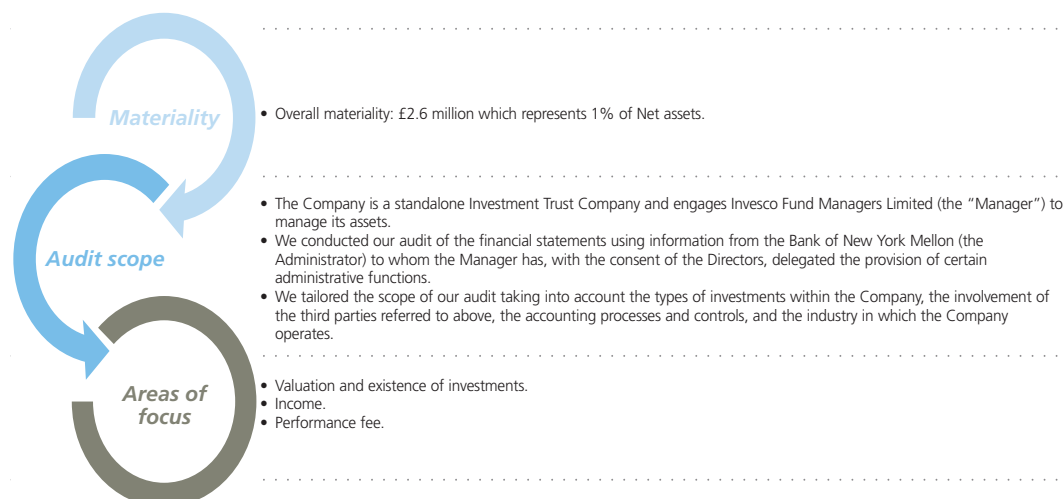 Materiality
• Overall materiality: £2.6 million which represents 1% of Net assets.
Audit scope
• The Company is a standalone Investment Trust Company and engages Invesco Fund Managers Limited (the “Manager”) to
manage its assets.
• We conducted our audit of the financial statements using information from the Bank of New York Mellon (the
Administrator) to whom the Manager has, with the consent of the Directors, delegated the provision of certain
administrative functions.
• We tailored the scope of our audit taking into account the types of investments within the Company, the involvement of
the third parties referred to above, the accounting processes and controls, and the industry in which the Company
operates.
Areas of
focus
• Valuation and existence of investments.
• Income.
• Performance fee.